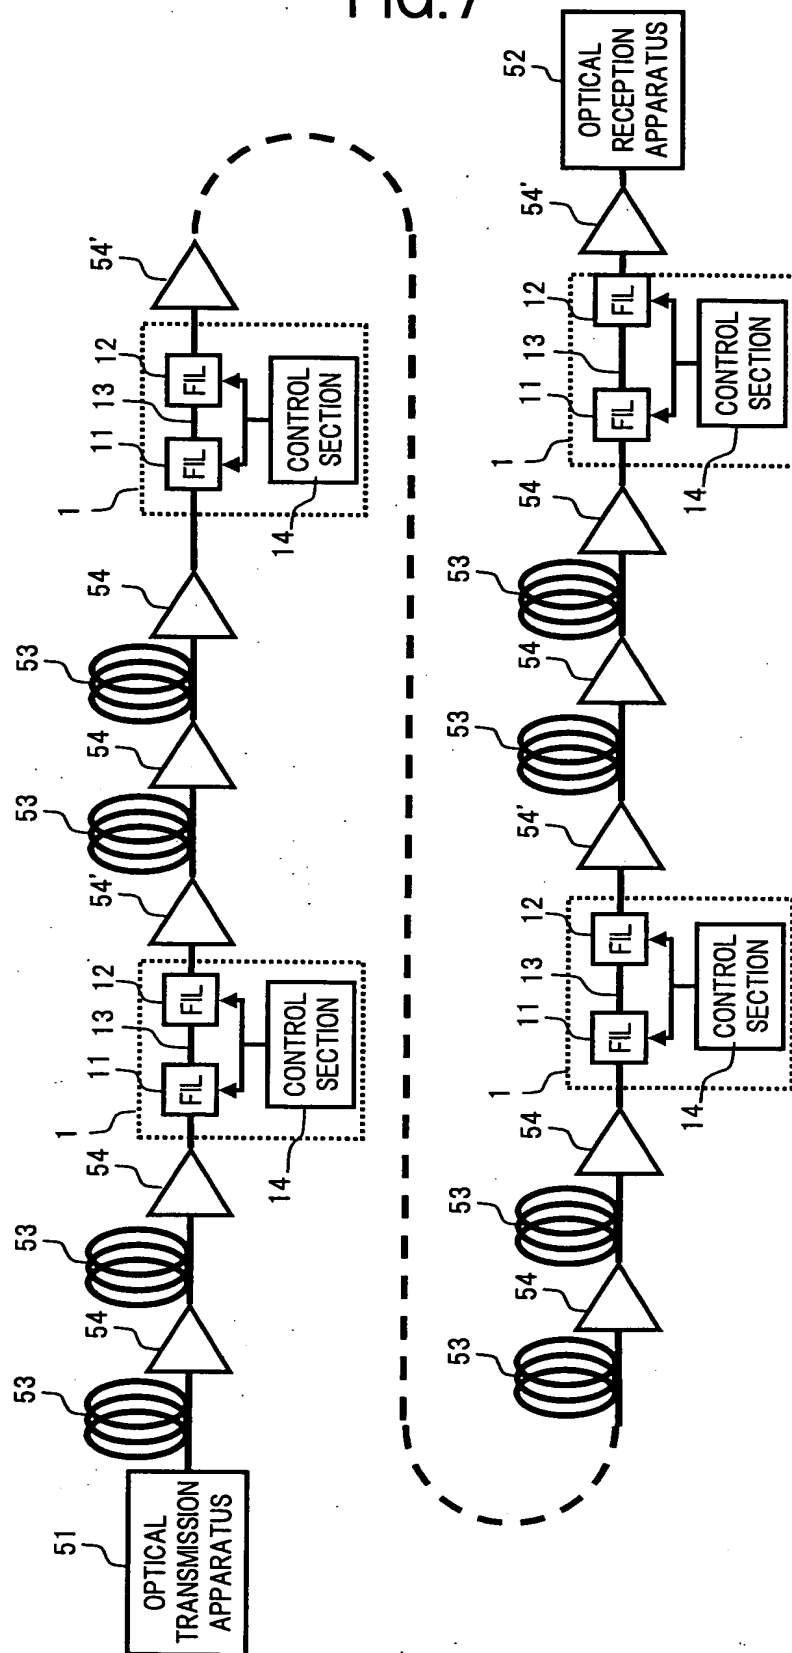 Fig.7
51
OPTICAL
TRANSMISSION
APPARATUS
53
54
53
54
1
11
13
12
FIL
FIL
CONTROL
SECTION
14
54'
53
54
53
54
1
11
13
12
FIL
FIL
CONTROL
SECTION
14
54'
53
54
53
54
1
11
13
12
FIL
FIL
CONTROL
SECTION
14
54'
53
54
53
54
1
11
13
12
FIL
FIL
CONTROL
SECTION
14
54'
52
OPTICAL
RECEPTION
APPARATUS